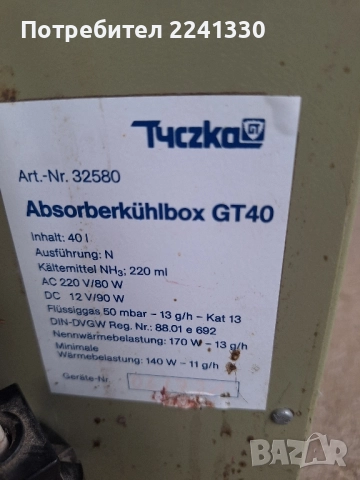 Потребител 2241330
Tyczka GT
Art.-Nr. 32580
Absorberkühlbox GT40
Inhalt: 40 l
Ausführung: N
Kältemittel NH₃; 220 ml
AC 220 V/80 W
DC 12 V/90 W
Flüssiggas 50 mbar – 13 g/h – Kat 13
DIN-DVGW Reg. Nr.: 88.01 e 692
Nennwärmebelastung: 170 W – 13 g/h
Minimale
Wärmebelastung: 140 W – 11 g/h
Geräte-Nr.
BAZAR